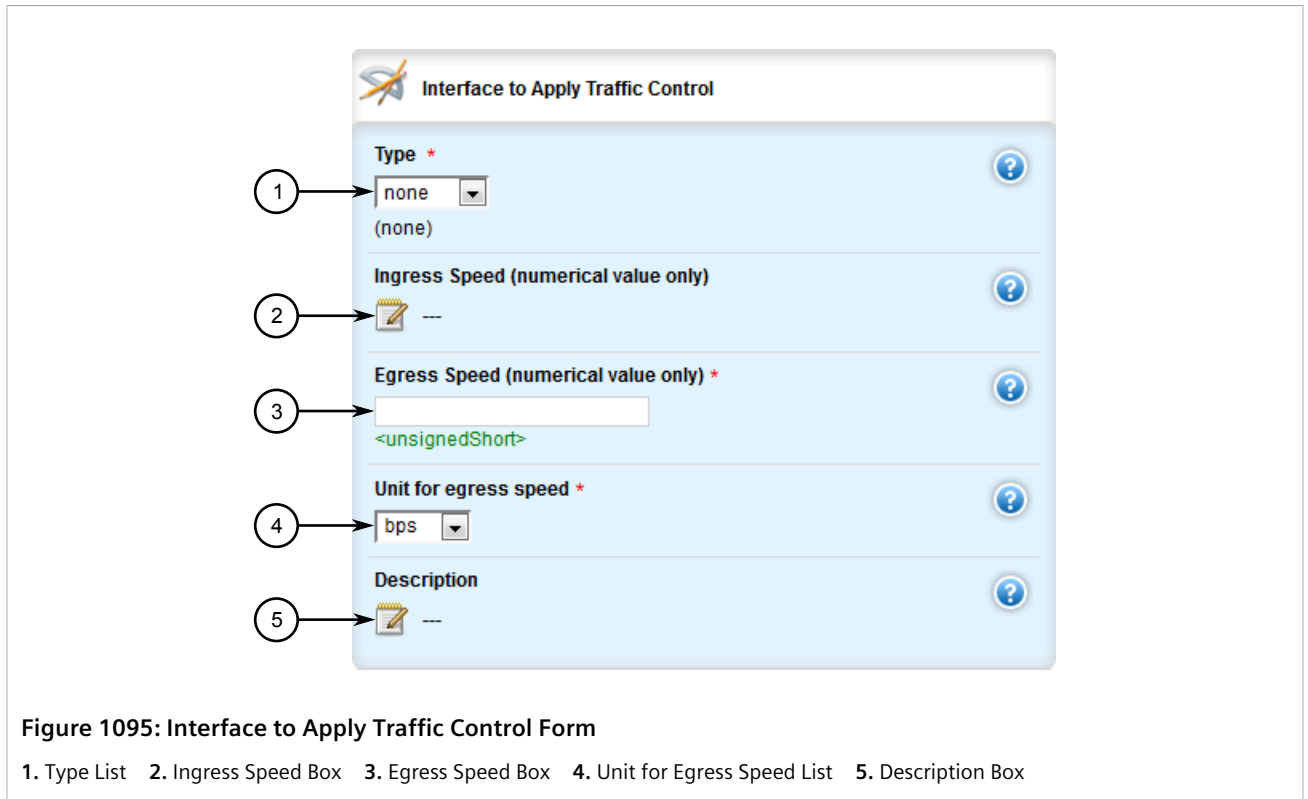 Interface to Apply Traffic Control
Type *
1
none
(none)
Ingress Speed (numerical value only)
2
---
Egress Speed (numerical value only) *
3
<unsignedShort>
Unit for egress speed *
4
bps
Description
5
---
Figure 1095: Interface to Apply Traffic Control Form
1. Type List 2. Ingress Speed Box 3. Egress Speed Box 4. Unit for Egress Speed List 5. Description Box